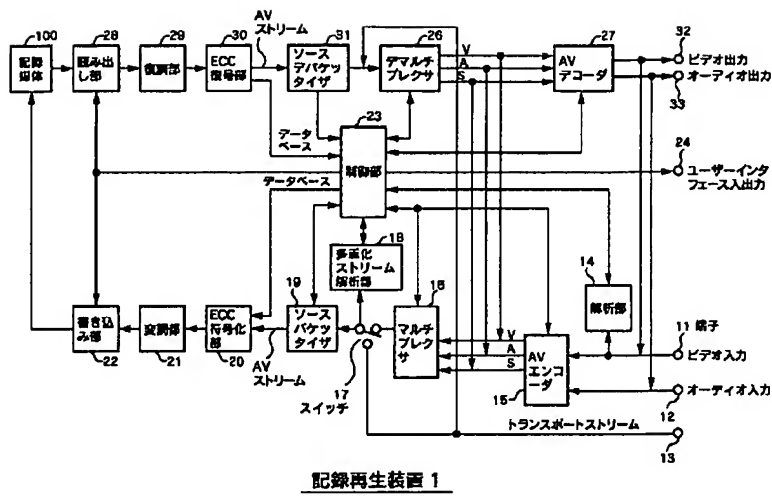 100
記録
媒体
28
読み出
し部
29
復調部
30
ECC
復号部
AV
ストリーム
31
ソース
デパケッ
タイザ
26
デマルチ
プレクサ
V
A
S
27
AV
デコーダ
32
ビデオ出力
オーディオ出力
33
データ
ベース
23
制御部
24
ユーザーインタ
フェース入出力
データベース
18
多重化
ストリーム
解析部
14
解析部
書き込
み部
22
変調部
21
ECC
符号化
部
20
AV
ストリーム
19
ソース
パケッ
タイザ
17
スイッチ
16
マルチ
プレク
サ
V
A
S
AV
エンコ
ーダ
15
11 端子
ビデオ入力
オーディオ入力
12
トランスポートストリーム
13
記録再生装置 1